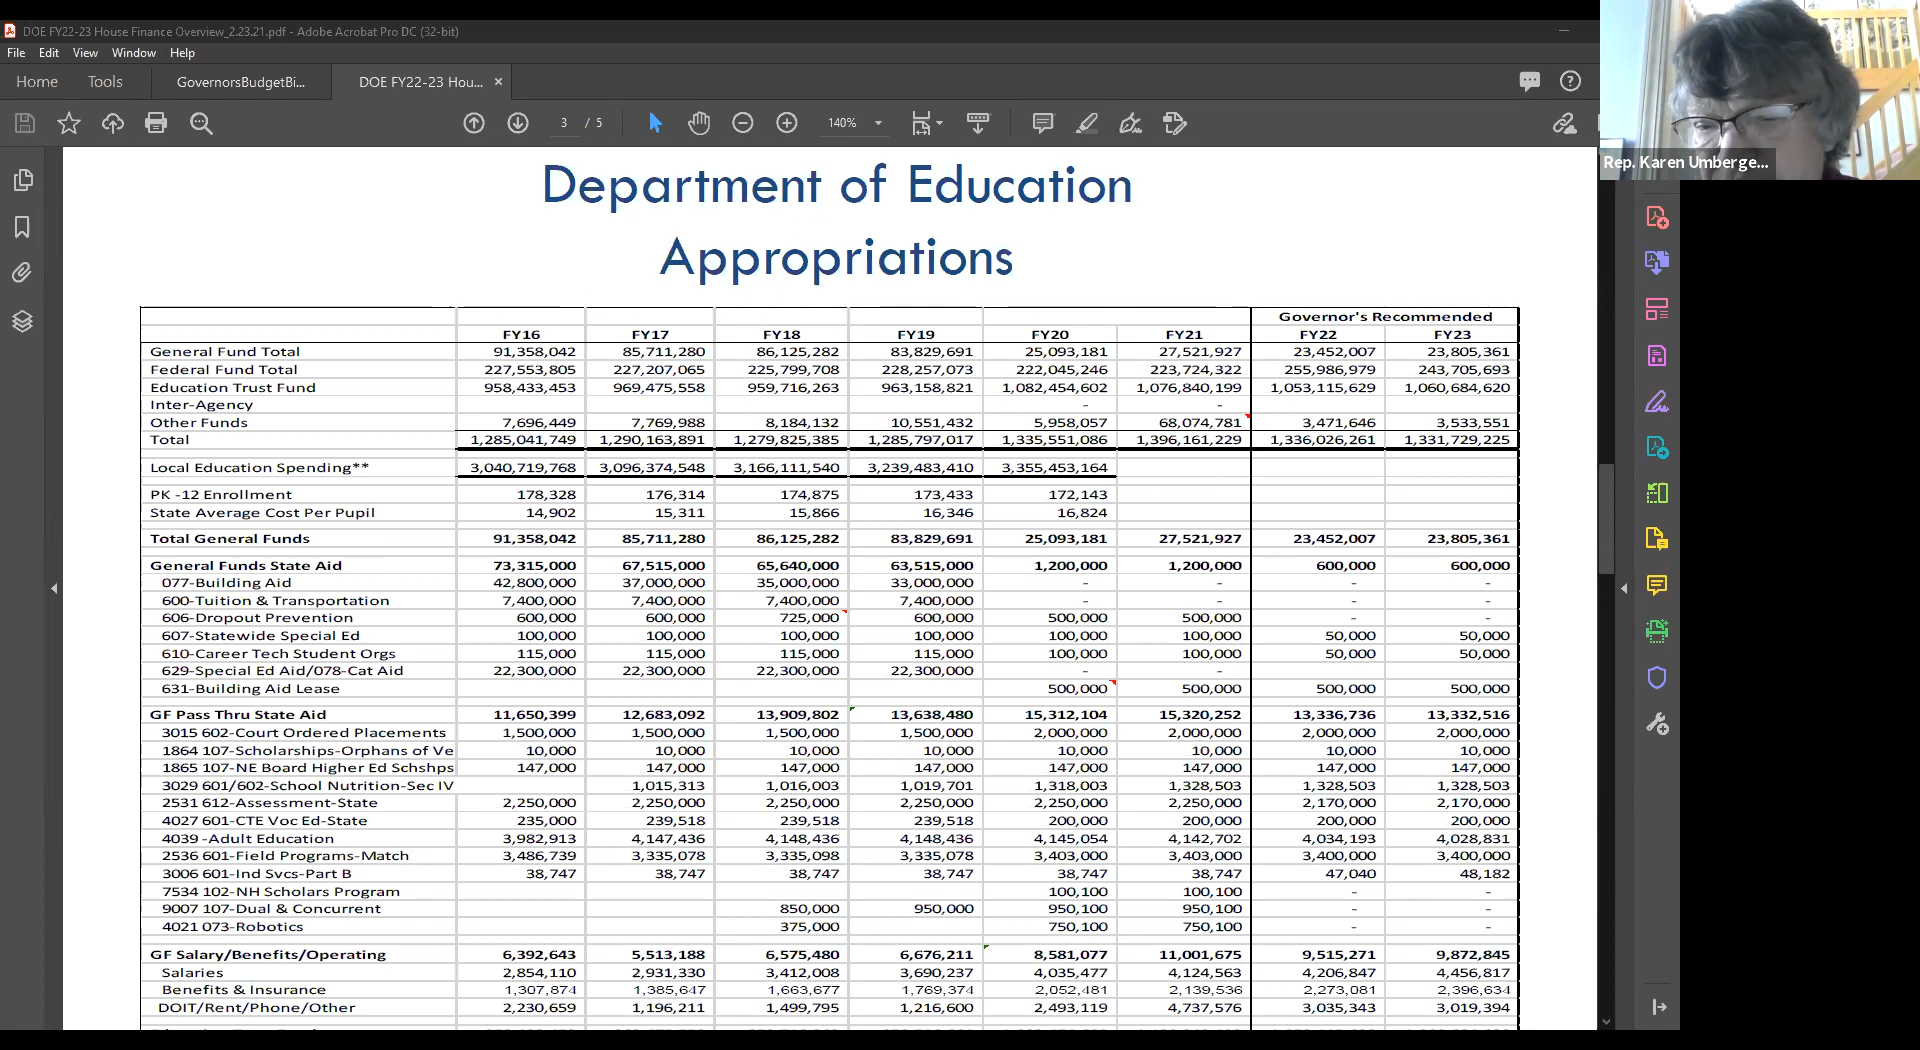 DOE FY22-23 House Finance Overview_2.23.21.pdf - Adobe Acrobat Pro DC (32-bit)
File Edit View Window Help
Home Tools GovernorsBudgetBi... DOE FY22-23 Hou... ×
3 / 5 140%
Rep. Karen Umberge...
Department of Education
Appropriations
Governor's Recommended
FY16 FY17 FY18 FY19 FY20 FY21 FY22 FY23
General Fund Total 91,358,042 85,711,280 86,125,282 83,829,691 25,093,181 27,521,927 23,452,007 23,805,361
Federal Fund Total 227,553,805 227,207,065 225,799,708 228,257,073 222,045,246 223,724,322 255,986,979 243,705,693
Education Trust Fund 958,433,453 969,475,558 959,716,263 963,158,821 1,082,454,602 1,076,840,199 1,053,115,629 1,060,684,620
Inter-Agency - -
Other Funds 7,696,449 7,769,988 8,184,132 10,551,432 5,958,057 68,074,781 3,471,646 3,533,551
Total 1,285,041,749 1,290,163,891 1,279,825,385 1,285,797,017 1,335,551,086 1,396,161,229 1,336,026,261 1,331,729,225
Local Education Spending** 3,040,719,768 3,096,374,548 3,166,111,540 3,239,483,410 3,355,453,164
PK -12 Enrollment 178,328 176,314 174,875 173,433 172,143
State Average Cost Per Pupil 14,902 15,311 15,866 16,346 16,824
Total General Funds 91,358,042 85,711,280 86,125,282 83,829,691 25,093,181 27,521,927 23,452,007 23,805,361
General Funds State Aid 73,315,000 67,515,000 65,640,000 63,515,000 1,200,000 1,200,000 600,000 600,000
077-Building Aid 42,800,000 37,000,000 35,000,000 33,000,000 - - - -
600-Tuition & Transportation 7,400,000 7,400,000 7,400,000 7,400,000 - - - -
606-Dropout Prevention 600,000 600,000 725,000 600,000 500,000 500,000 - -
607-Statewide Special Ed 100,000 100,000 100,000 100,000 100,000 100,000 50,000 50,000
610-Career Tech Student Orgs 115,000 115,000 115,000 115,000 100,000 100,000 50,000 50,000
629-Special Ed Aid/078-Cat Aid 22,300,000 22,300,000 22,300,000 22,300,000 - - - -
631-Building Aid Lease 500,000 500,000 500,000 500,000
GF Pass Thru State Aid 11,650,399 12,683,092 13,909,802 13,638,480 15,312,104 15,320,252 13,336,736 13,332,516
3015 602-Court Ordered Placements 1,500,000 1,500,000 1,500,000 1,500,000 2,000,000 2,000,000 2,000,000 2,000,000
1864 107-Scholarships-Orphans of Ve 10,000 10,000 10,000 10,000 10,000 10,000 10,000 10,000
1865 107-NE Board Higher Ed Schshps 147,000 147,000 147,000 147,000 147,000 147,000 147,000 147,000
3029 601/602-School Nutrition-Sec IV 1,015,313 1,016,003 1,019,701 1,318,003 1,328,503 1,328,503 1,328,503
2531 612-Assessment-State 2,250,000 2,250,000 2,250,000 2,250,000 2,250,000 2,250,000 2,170,000 2,170,000
4027 601-CTE Voc Ed-State 235,000 239,518 239,518 239,518 200,000 200,000 200,000 200,000
4039 -Adult Education 3,982,913 4,147,436 4,148,436 4,148,436 4,145,054 4,142,702 4,034,193 4,028,831
2536 601-Field Programs-Match 3,486,739 3,335,078 3,335,098 3,335,078 3,403,000 3,403,000 3,400,000 3,400,000
3006 601-Ind Svcs-Part B 38,747 38,747 38,747 38,747 38,747 38,747 47,040 48,182
7534 102-NH Scholars Program 100,100 100,100 - -
9007 107-Dual & Concurrent 850,000 950,000 950,100 950,100 - -
4021 073-Robotics 375,000 750,100 750,100 - -
GF Salary/Benefits/Operating 6,392,643 5,513,188 6,575,480 6,676,211 8,581,077 11,001,675 9,515,271 9,872,845
Salaries 2,854,110 2,931,330 3,412,008 3,690,237 4,035,477 4,124,563 4,206,847 4,456,817
Benefits & Insurance 1,307,874 1,385,647 1,663,677 1,769,374 2,052,481 2,139,536 2,273,081 2,396,634
DOIT/Rent/Phone/Other 2,230,659 1,196,211 1,499,795 1,216,600 2,493,119 4,737,576 3,035,343 3,019,394